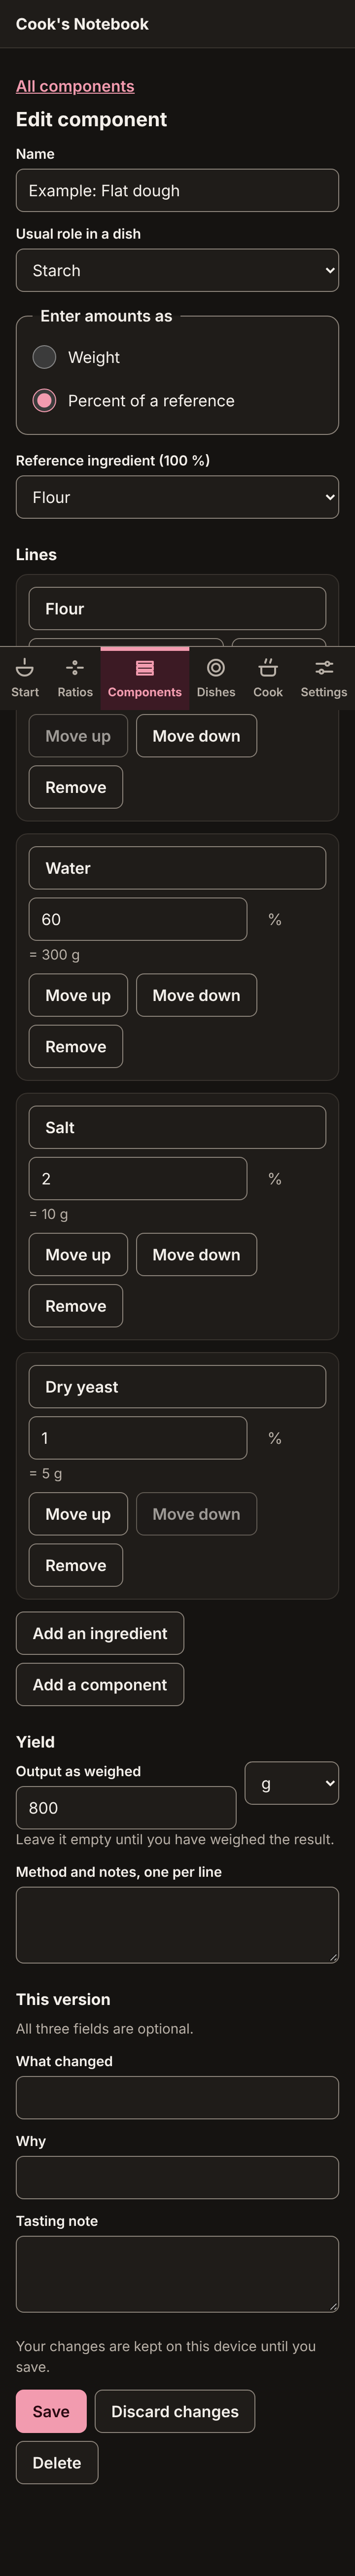 Cook's Notebook
All components
Edit component
Name
Example: Flat dough
Usual role in a dish
Starch
Enter amounts as
Weight
Percent of a reference
Reference ingredient (100 %)
Flour
Lines
Flour
Start Ratios Components Dishes Cook Settings
Move up Move down
Remove
Water
60 %
= 300 g
Move up Move down
Remove
Salt
2 %
= 10 g
Move up Move down
Remove
Dry yeast
1 %
= 5 g
Move up Move down
Remove
Add an ingredient
Add a component
Yield
Output as weighed
800 g
Leave it empty until you have weighed the result.
Method and notes, one per line
This version
All three fields are optional.
What changed
Why
Tasting note
Your changes are kept on this device until you
save.
Save Discard changes
Delete